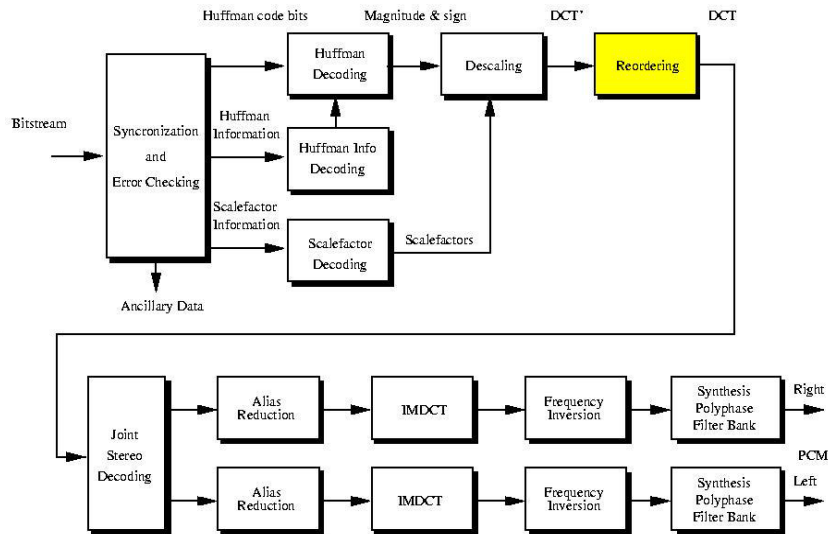 Huffman code bits
Magnitude & sign
DCT'
DCT
Huffman
Decoding
Descaling
Reordering
Bitstream
Syncronization
and
Error Checking
Huffman
Information
Huffman Info
Decoding
Scalefactor
Information
Scalefactor
Decoding
Scalefactors
Ancillary Data
Joint
Stereo
Decoding
Alias
Reduction
IMDCT
Frequency
Inversion
Synthesis
Polyphase
Filter Bank
Right
PCM
Alias
Reduction
IMDCT
Frequency
Inversion
Synthesis
Polyphase
Filter Bank
Left